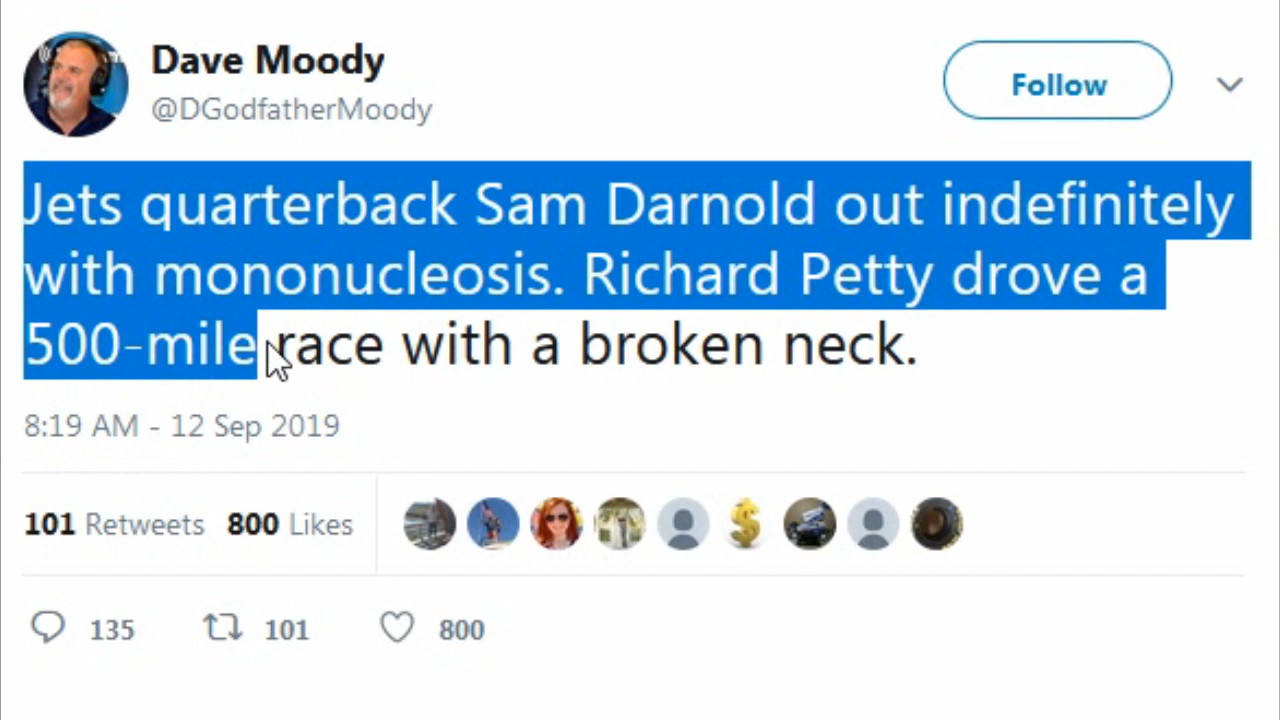 Dave Moody
@DGodfatherMoody
Follow
Jets quarterback Sam Darnold out indefinitely
with mononucleosis. Richard Petty drove a
500-mile race with a broken neck.
8:19 AM - 12 Sep 2019
101 Retweets 800 Likes
135 101 800